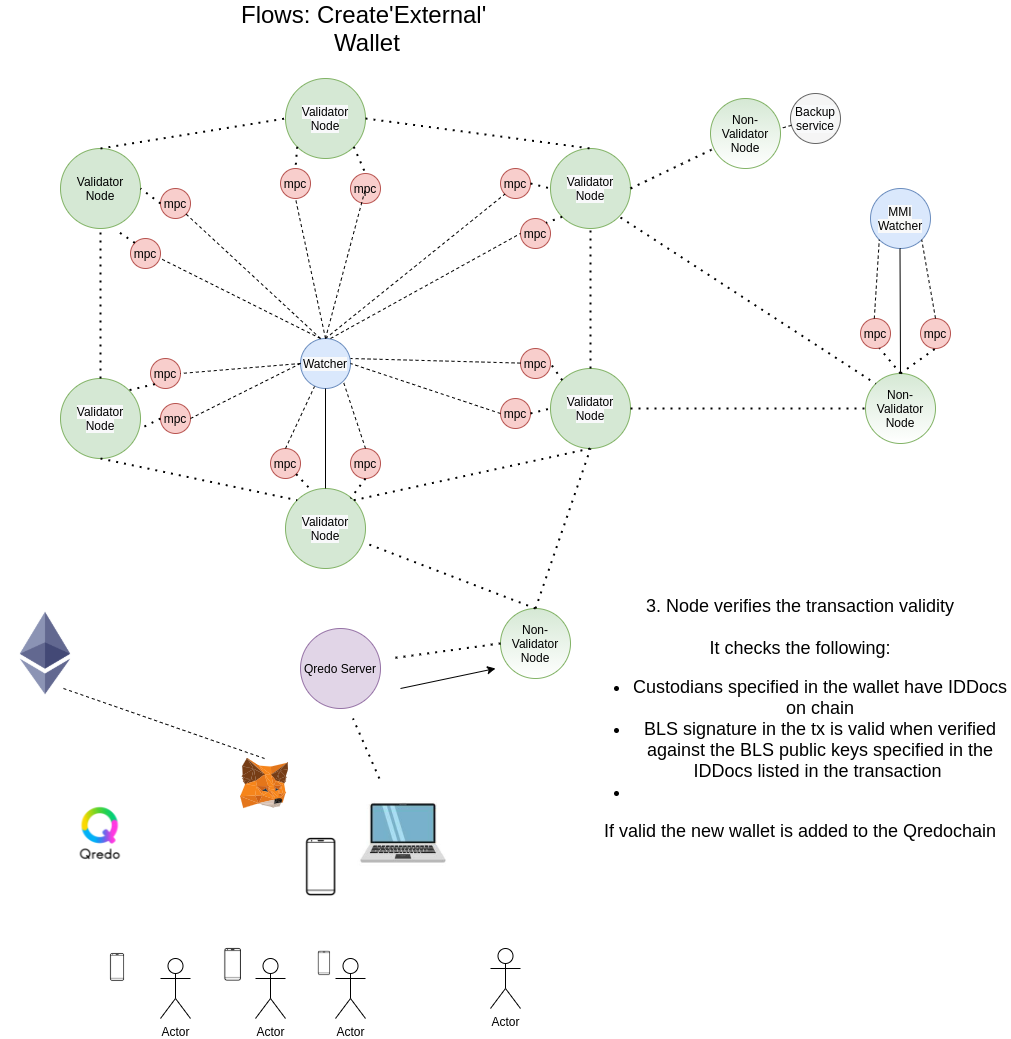 Flows: Create'External'
Wallet
Validator
Node
Non-
Validator
Node
Backup
service
Validator
Node
mpc
mpc
mpc
mpc
Validator
Node
MMI
Watcher
mpc
mpc
mpc
mpc
Watcher
mpc
mpc
mpc
mpc
Validator
Node
mpc
mpc
Validator
Node
Non-
Validator
Node
mpc
mpc
Validator
Node
3. Node verifies the transaction validity
It checks the following:
• Custodians specified in the wallet have IDDocs
on chain
• BLS signature in the tx is valid when verified
against the BLS public keys specified in the
IDDocs listed in the transaction
•
If valid the new wallet is added to the Qredochain
Non-
Validator
Node
Qredo Server
Qredo
Actor
Actor
Actor
Actor